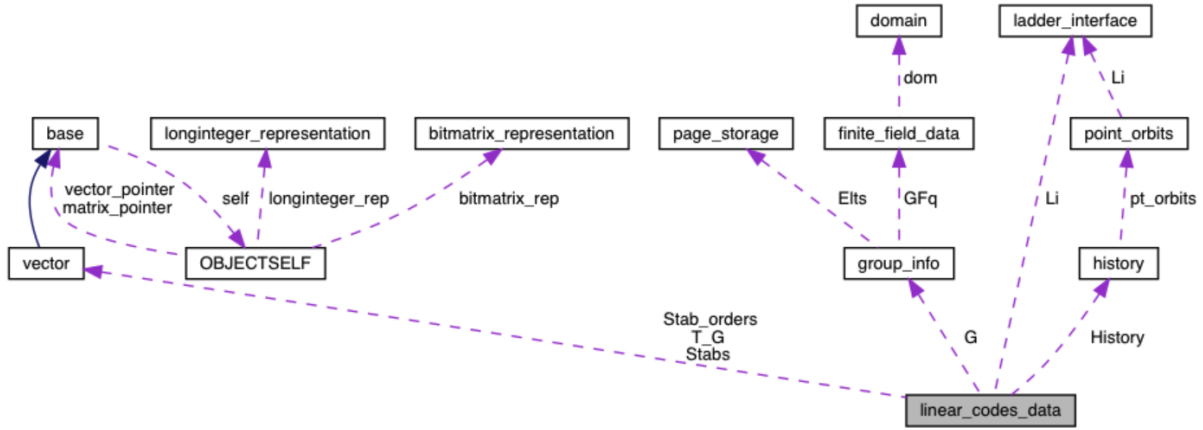 domain
ladder_interface
dom
Li
base
longinteger_representation
bitmatrix_representation
page_storage
finite_field_data
point_orbits
vector_pointer
matrix_pointer
self
longinteger_rep
bitmatrix_rep
Elts
GFq
Li
pt_orbits
vector
OBJECTSELF
group_info
history
Stab_orders
T_G
Stabs
G
History
linear_codes_data